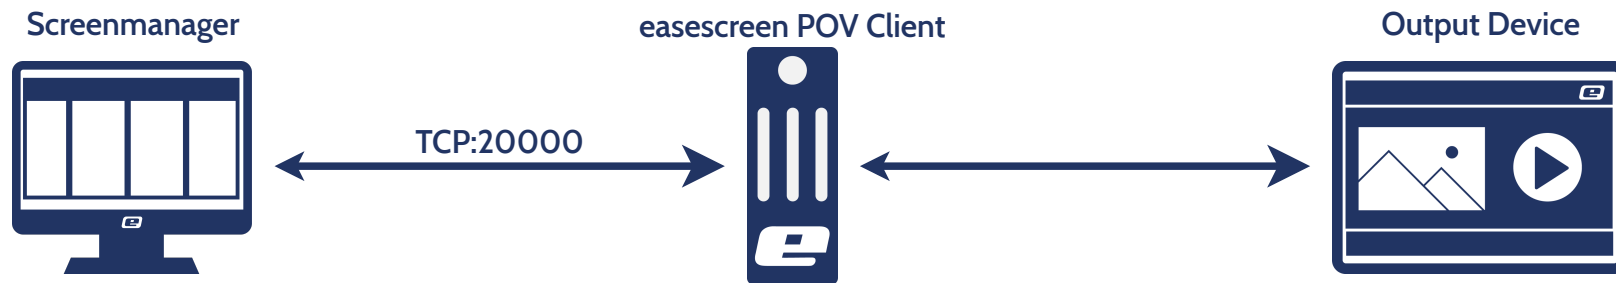 Screenmanager
easescreen POV Client
Output Device
TCP:20000
e
e
e